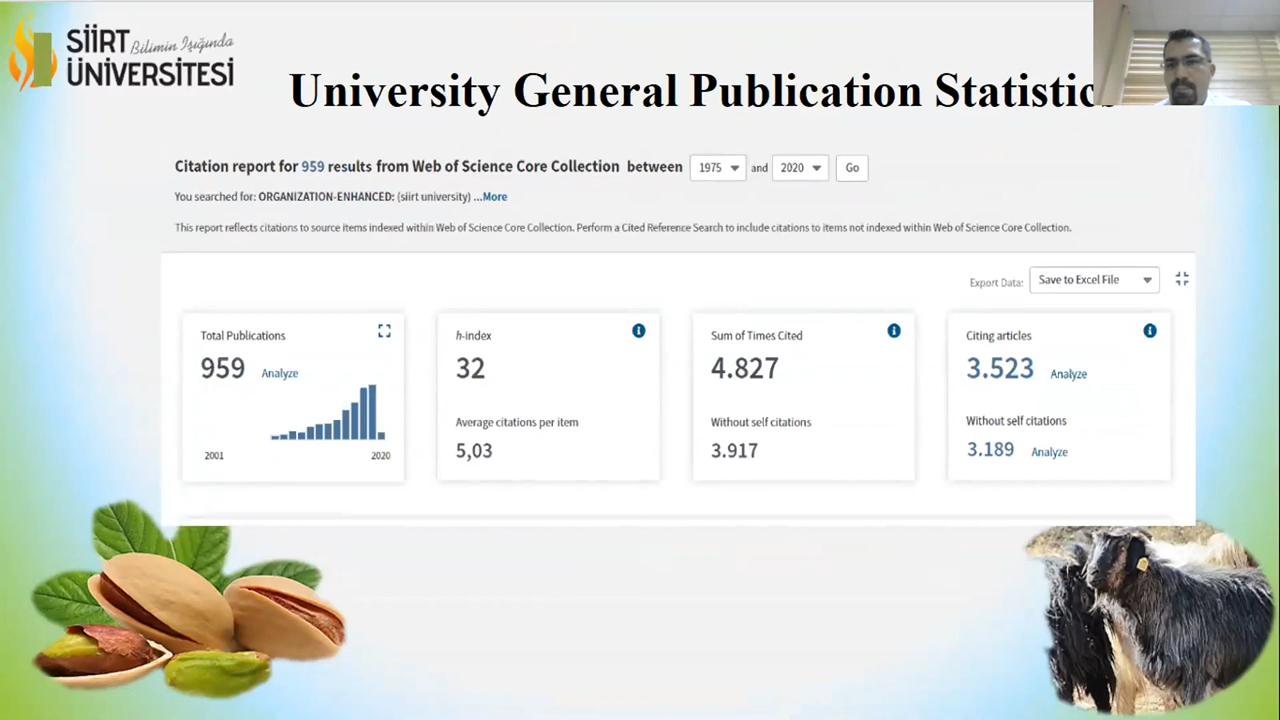 SİİRT Bilimin Işığında
ÜNİVERSİTESİ
University General Publication Statistics
Citation report for 959 results from Web of Science Core Collection between 1975 and 2020 Go
You searched for: ORGANIZATION-ENHANCED: (siirt university) ...More
This report reflects citations to source items indexed within Web of Science Core Collection. Perform a Cited Reference Search to include citations to items not indexed within Web of Science Core Collection.
Export Data: Save to Excel File
Total Publications
959 Analyze
2001 2020
h-index
32
Average citations per item
5,03
Sum of Times Cited
4.827
Without self citations
3.917
Citing articles
3.523 Analyze
Without self citations
3.189 Analyze